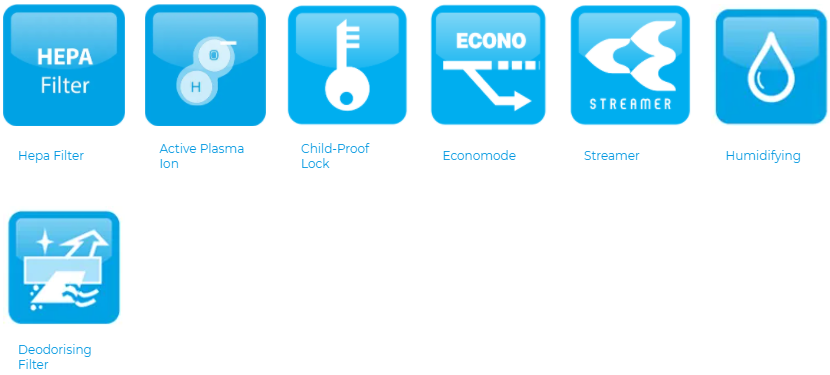 HEPA
Filter
H
ECONO
STREAMER
Hepa Filter
Active Plasma
Ion
Child-Proof
Lock
Economode
Streamer
Humidifying
Deodorising
Filter